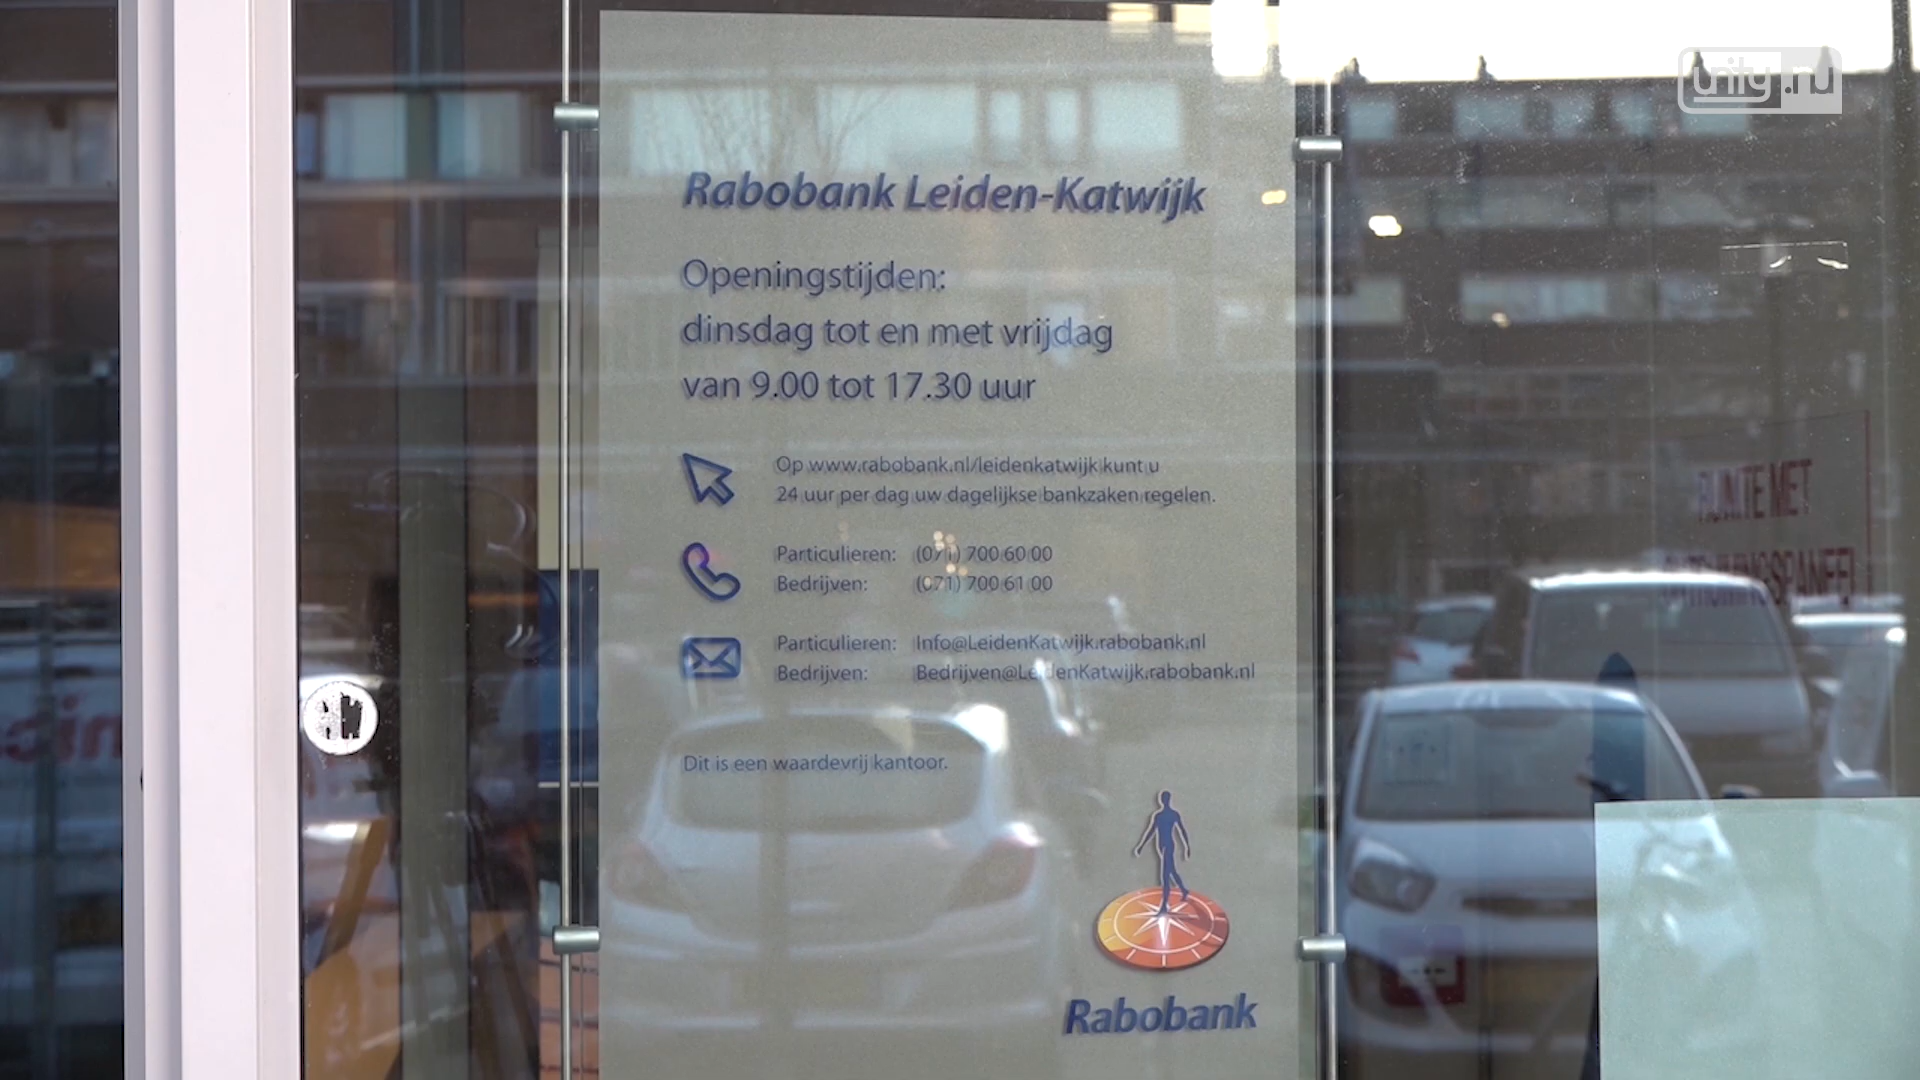 unity.nu
Rabobank Leiden-Katwijk
Openingstijden:
dinsdag tot en met vrijdag
van 9.00 tot 17.30 uur
Op www.rabobank.nl/leidenkatwijk kunt u
24 uur per dag uw dagelijkse bankzaken regelen.
Particulieren: (071) 700 60 00
Bedrijven: (071) 700 61 00
Particulieren: Info@LeidenKatwijk.rabobank.nl
Bedrijven: Bedrijven@LeidenKatwijk.rabobank.nl
Dit is een waardevrij kantoor.
Rabobank
RUIMTE MET
ONTRUIMINGSPANEEL